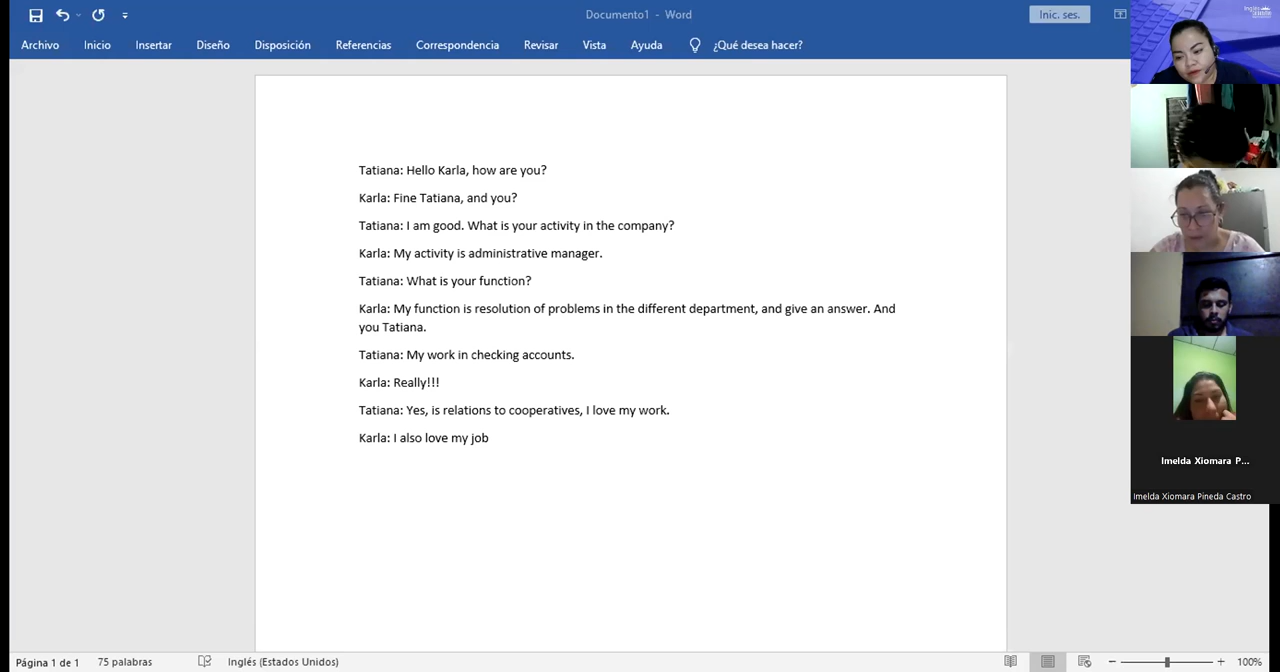 Documento1 - Word
Inic. ses.
Archivo Inicio Insertar Diseño Disposición Referencias Correspondencia Revisar Vista Ayuda ¿Qué desea hacer?
Tatiana: Hello Karla, how are you?
Karla: Fine Tatiana, and you?
Tatiana: I am good. What is your activity in the company?
Karla: My activity is administrative manager.
Tatiana: What is your function?
Karla: My function is resolution of problems in the different department, and give an answer. And
you Tatiana.
Tatiana: My work in checking accounts.
Karla: Really!!!
Tatiana: Yes, is relations to cooperatives, I love my work.
Karla: I also love my job
Imelda Xiomara P...
Imelda Xiomara Pineda Castro
Página 1 de 1 75 palabras Inglés (Estados Unidos) 100%